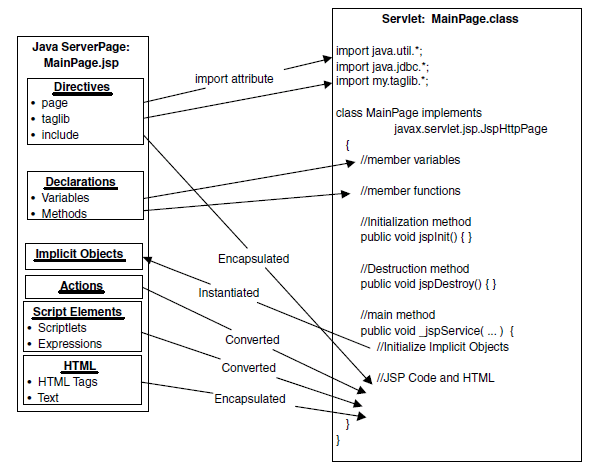 Java ServerPage:
MainPage.jsp
Directives
• page
• taglib
• include
Declarations
• Variables
• Methods
Implicit Objects
Actions
Script Elements
• Scriptlets
• Expressions
HTML
• HTML Tags
• Text
import attribute
Encapsulated
Instantiated
Converted
Converted
Encapsulated
Servlet: MainPage.class
import java.util.*;
import java.jdbc.*;
import my.taglib.*;
class MainPage implements
javax.servlet.jsp.JspHttpPage
{
//member variables
//member functions
//Initialization method
public void jspInit() { }
//Destruction method
public void jspDestroy() { }
//main method
public void _jspService( ... ) {
//Initialize Implicit Objects
//JSP Code and HTML
}
}